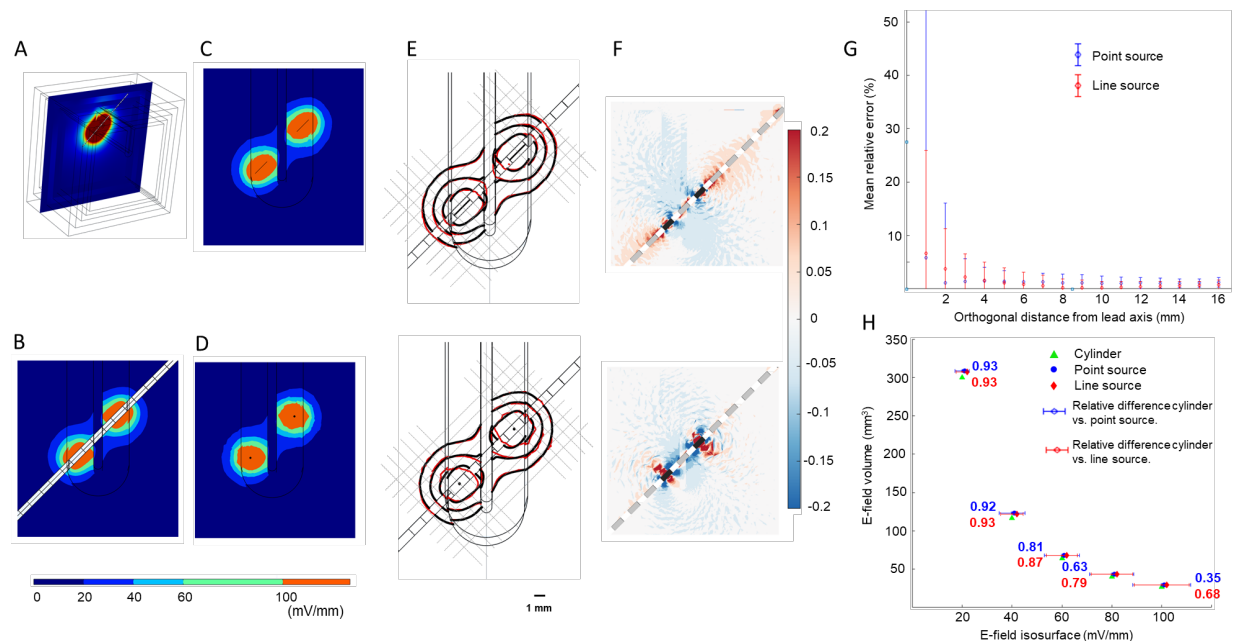 A
C
E
F
G
B
D
H
0
20
40
60
100
(mV/mm)
1 mm
0.2
0.15
0.10
0.05
0
-0.05
-0.1
-0.15
-0.2
50
40
30
20
10
Mean relative error (%)
Point source
Line source
2
4
6
8
10
12
14
16
Orthogonal distance from lead axis (mm)
350
300
250
200
150
100
50
E-field volume (mm³)
Cylinder
Point source
Line source
Relative difference cylinder
vs. point source.
Relative difference cylinder
vs. line source.
0.93
0.93
0.92
0.93
0.81
0.87
0.63
0.79
0.35
0.68
20
40
60
80
100
E-field isosurface (mV/mm)